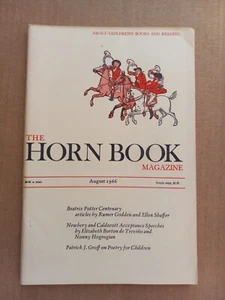 ABOUT CHILDREN'S BOOKS AND READING
THE
HORN BOOK
MAGAZINE
August 1966
Beatrix Potter Centenary
articles by Rumer Godden and Ellen Shaffer
Newbery and Caldecott Acceptance Speeches
by Elizabeth Borton de Treviño and
Nonny Hogrogian
Patrick J. Groff on Poetry for Children